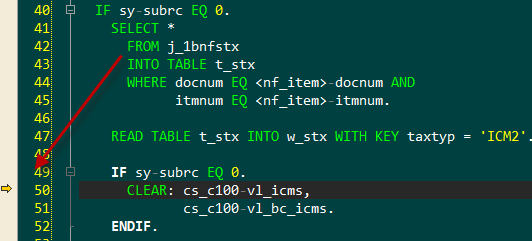 40 IF sy-subrc EQ 0.
41 SELECT *
42 FROM j_1bnfstx
43 INTO TABLE t_stx
44 WHERE docnum EQ <nf_item>-docnum AND
45 itmnum EQ <nf_item>-itmnum.
46
47 READ TABLE t_stx INTO w_stx WITH KEY taxtyp = 'ICM2'.
48
49 IF sy-subrc EQ 0.
50 CLEAR: cs_c100-vl_icms,
51 cs_c100-vl_bc_icms.
52 ENDIF.